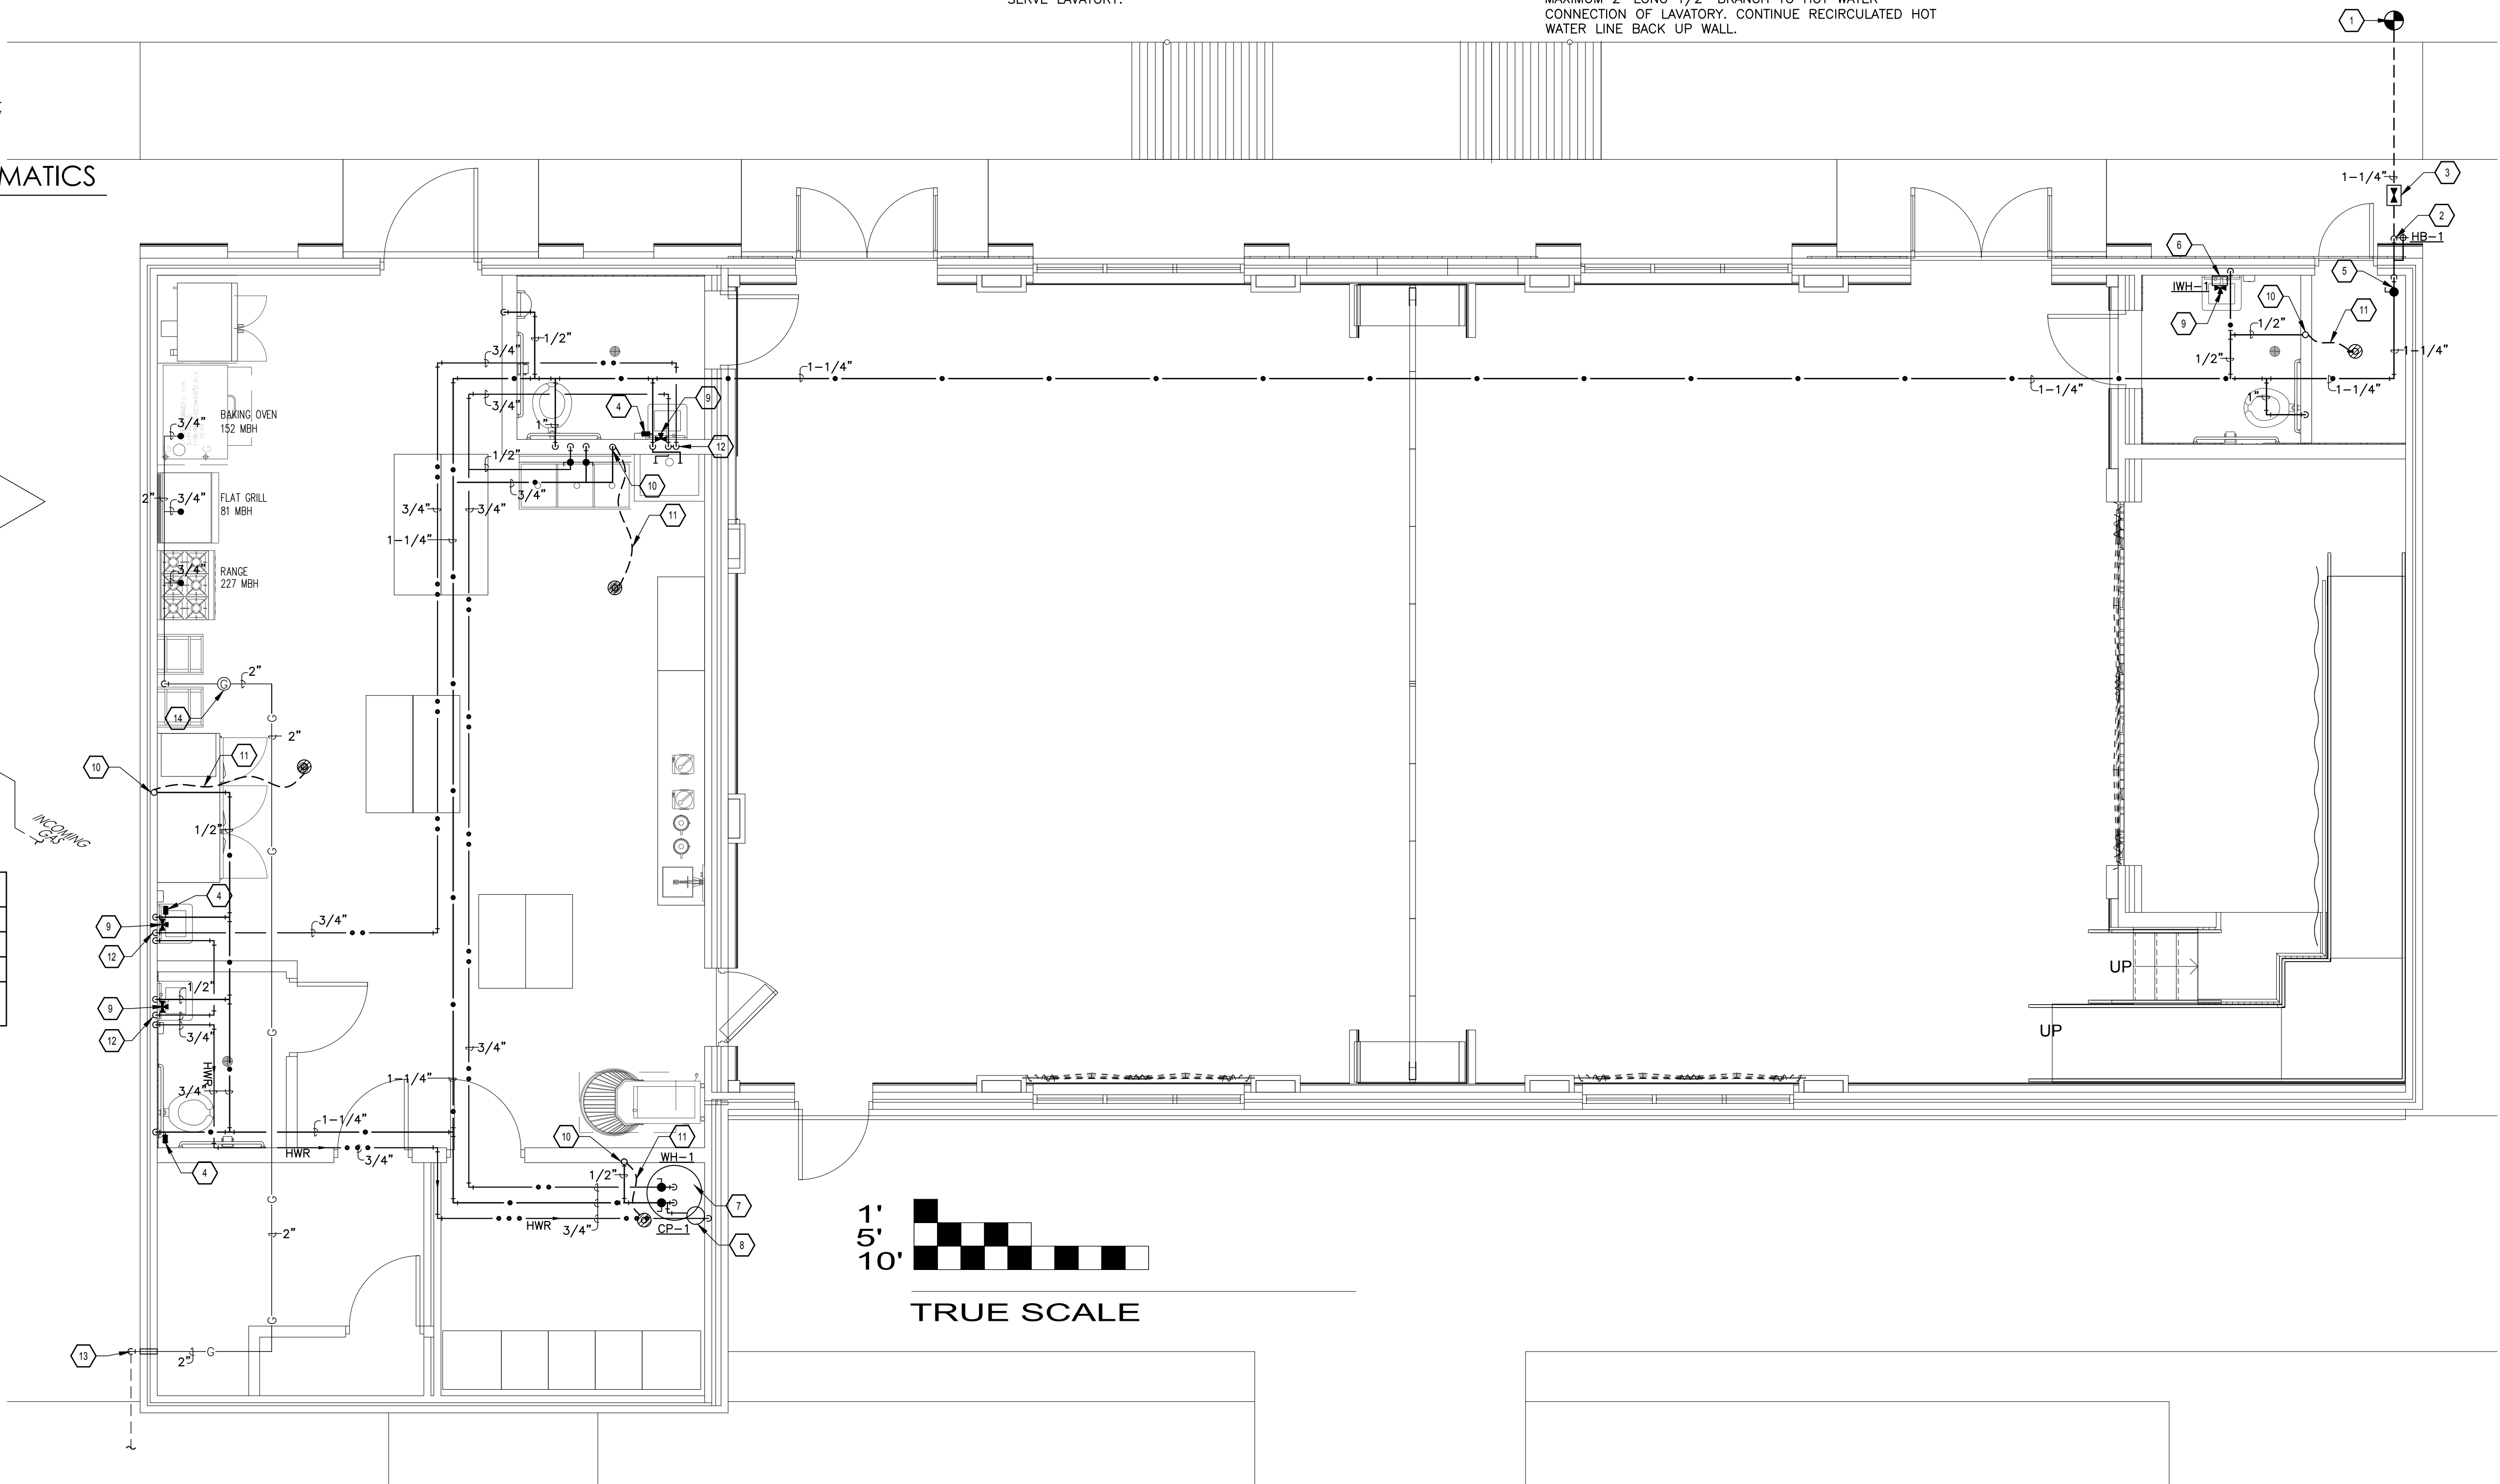 SERVE LAVATORY.
MAXIMUM 2' LONG 1/2" BRANCH TO HOT WATER
CONNECTION OF LAVATORY. CONTINUE RECIRCULATED HOT
WATER LINE BACK UP WALL.
1
MATICS
1-1/4"
3
2
HB-1
6
5
IWH-1
10
9
1/2"
11
1/2"
1-1/4"
1-1/4"
1-1/4"
1"
1/2"
3/4"
1-1/4"
3/4"
4
9
1"
12
BAKING OVEN
152 MBH
3/4"
G
G
1/2"
3/4"
10
2"
3/4"
FLAT GRILL
81 MBH
3/4"
3/4"
11
1-1/4"
3/4"
RANGE
227 MBH
2"
G
14
G
2"
11
10
INCOMING
GAS
1/2"
G
4
9
3/4"
12
1/2"
9
12
3/4"
G
HWR
3/4"
3/4"
1-1/4"
1-1/4"
HWR
3/4"
4
10
11
WH-1
1/2"
7
G
HWR
3/4"
CP-1
8
2"
G
13
2"
G
UP
UP
1'
5'
10'
TRUE SCALE